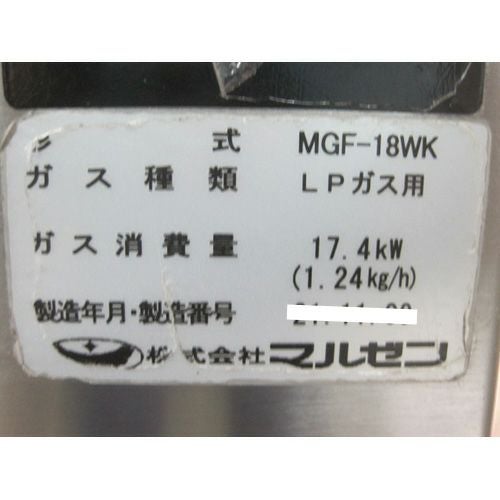 形式 MGF-18WK
ガス種類 LPガス用
ガス消費量 17.4kW
(1.24kg/h)
製造年月・製造番号
株式会社 マルゼン